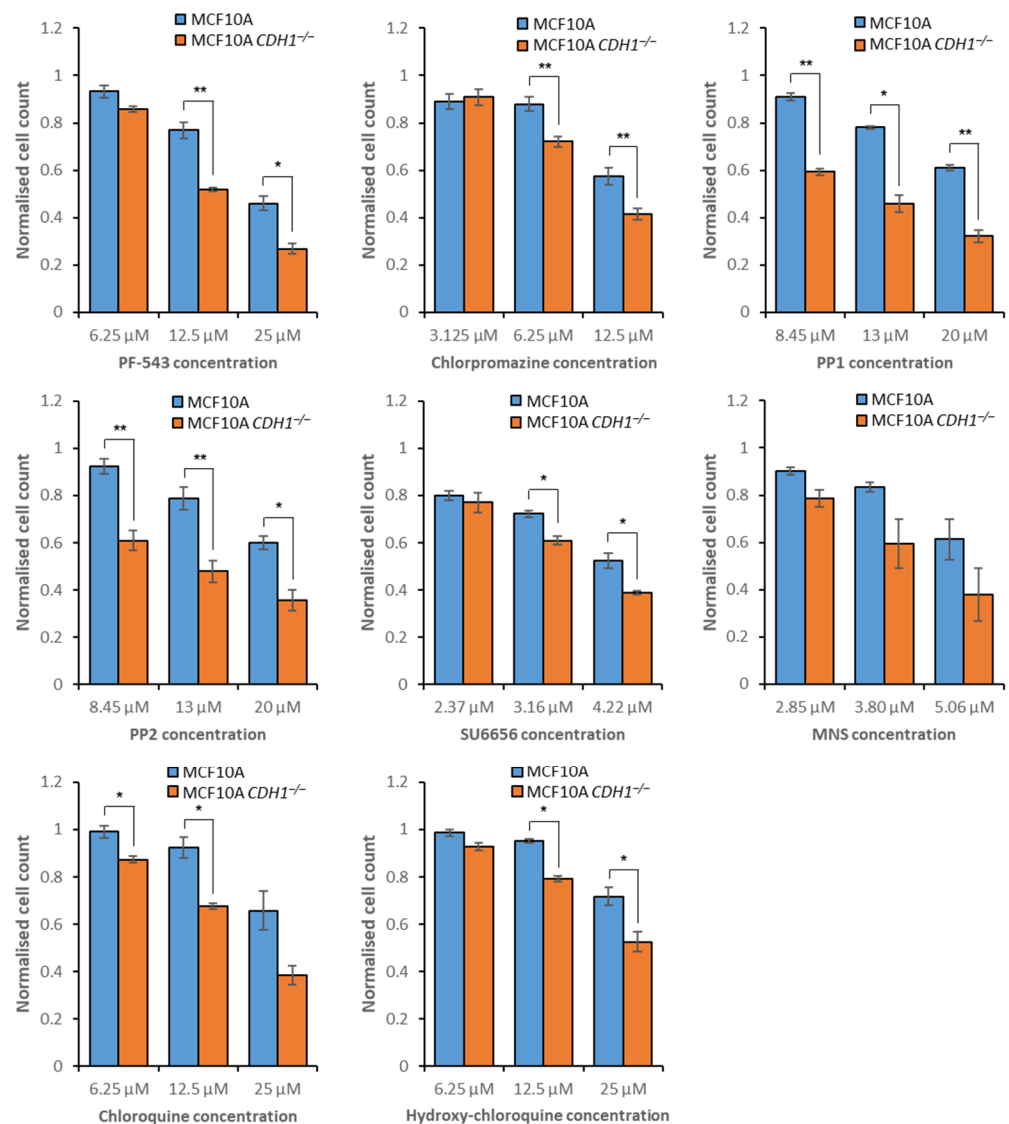 MCF10A
MCF10A CDH1⁻/⁻
Normalised cell count
1.2
1
0.8
0.6
0.4
0.2
0
**
*
6.25 µM 12.5 µM 25 µM
PF-543 concentration
MCF10A
MCF10A CDH1⁻/⁻
Normalised cell count
1.2
1
0.8
0.6
0.4
0.2
0
**
**
3.125 µM 6.25 µM 12.5 µM
Chlorpromazine concentration
MCF10A
MCF10A CDH1⁻/⁻
Normalised cell count
1.2
1
0.8
0.6
0.4
0.2
0
**
*
**
8.45 µM 13 µM 20 µM
PP1 concentration
MCF10A
MCF10A CDH1⁻/⁻
Normalised cell count
1.2
1
0.8
0.6
0.4
0.2
0
**
**
*
8.45 µM 13 µM 20 µM
PP2 concentration
MCF10A
MCF10A CDH1⁻/⁻
Normalised cell count
1.2
1
0.8
0.6
0.4
0.2
0
*
*
2.37 µM 3.16 µM 4.22 µM
SU6656 concentration
MCF10A
MCF10A CDH1⁻/⁻
Normalised cell count
1.2
1
0.8
0.6
0.4
0.2
0
2.85 µM 3.80 µM 5.06 µM
MNS concentration
MCF10A
MCF10A CDH1⁻/⁻
Normalised cell count
1.2
1
0.8
0.6
0.4
0.2
0
*
*
6.25 µM 12.5 µM 25 µM
Chloroquine concentration
MCF10A
MCF10A CDH1⁻/⁻
Normalised cell count
1.2
1
0.8
0.6
0.4
0.2
0
*
*
6.25 µM 12.5 µM 25 µM
Hydroxy-chloroquine concentration